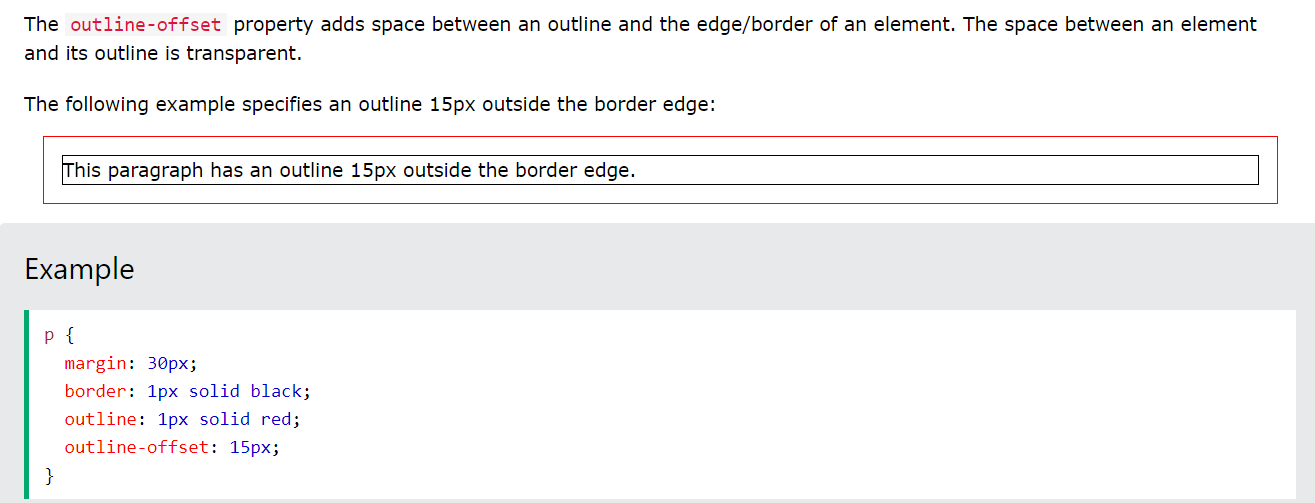 The outline-offset property adds space between an outline and the edge/border of an element. The space between an element
and its outline is transparent.
The following example specifies an outline 15px outside the border edge:
This paragraph has an outline 15px outside the border edge.
Example
p {
  margin: 30px;
  border: 1px solid black;
  outline: 1px solid red;
  outline-offset: 15px;
}